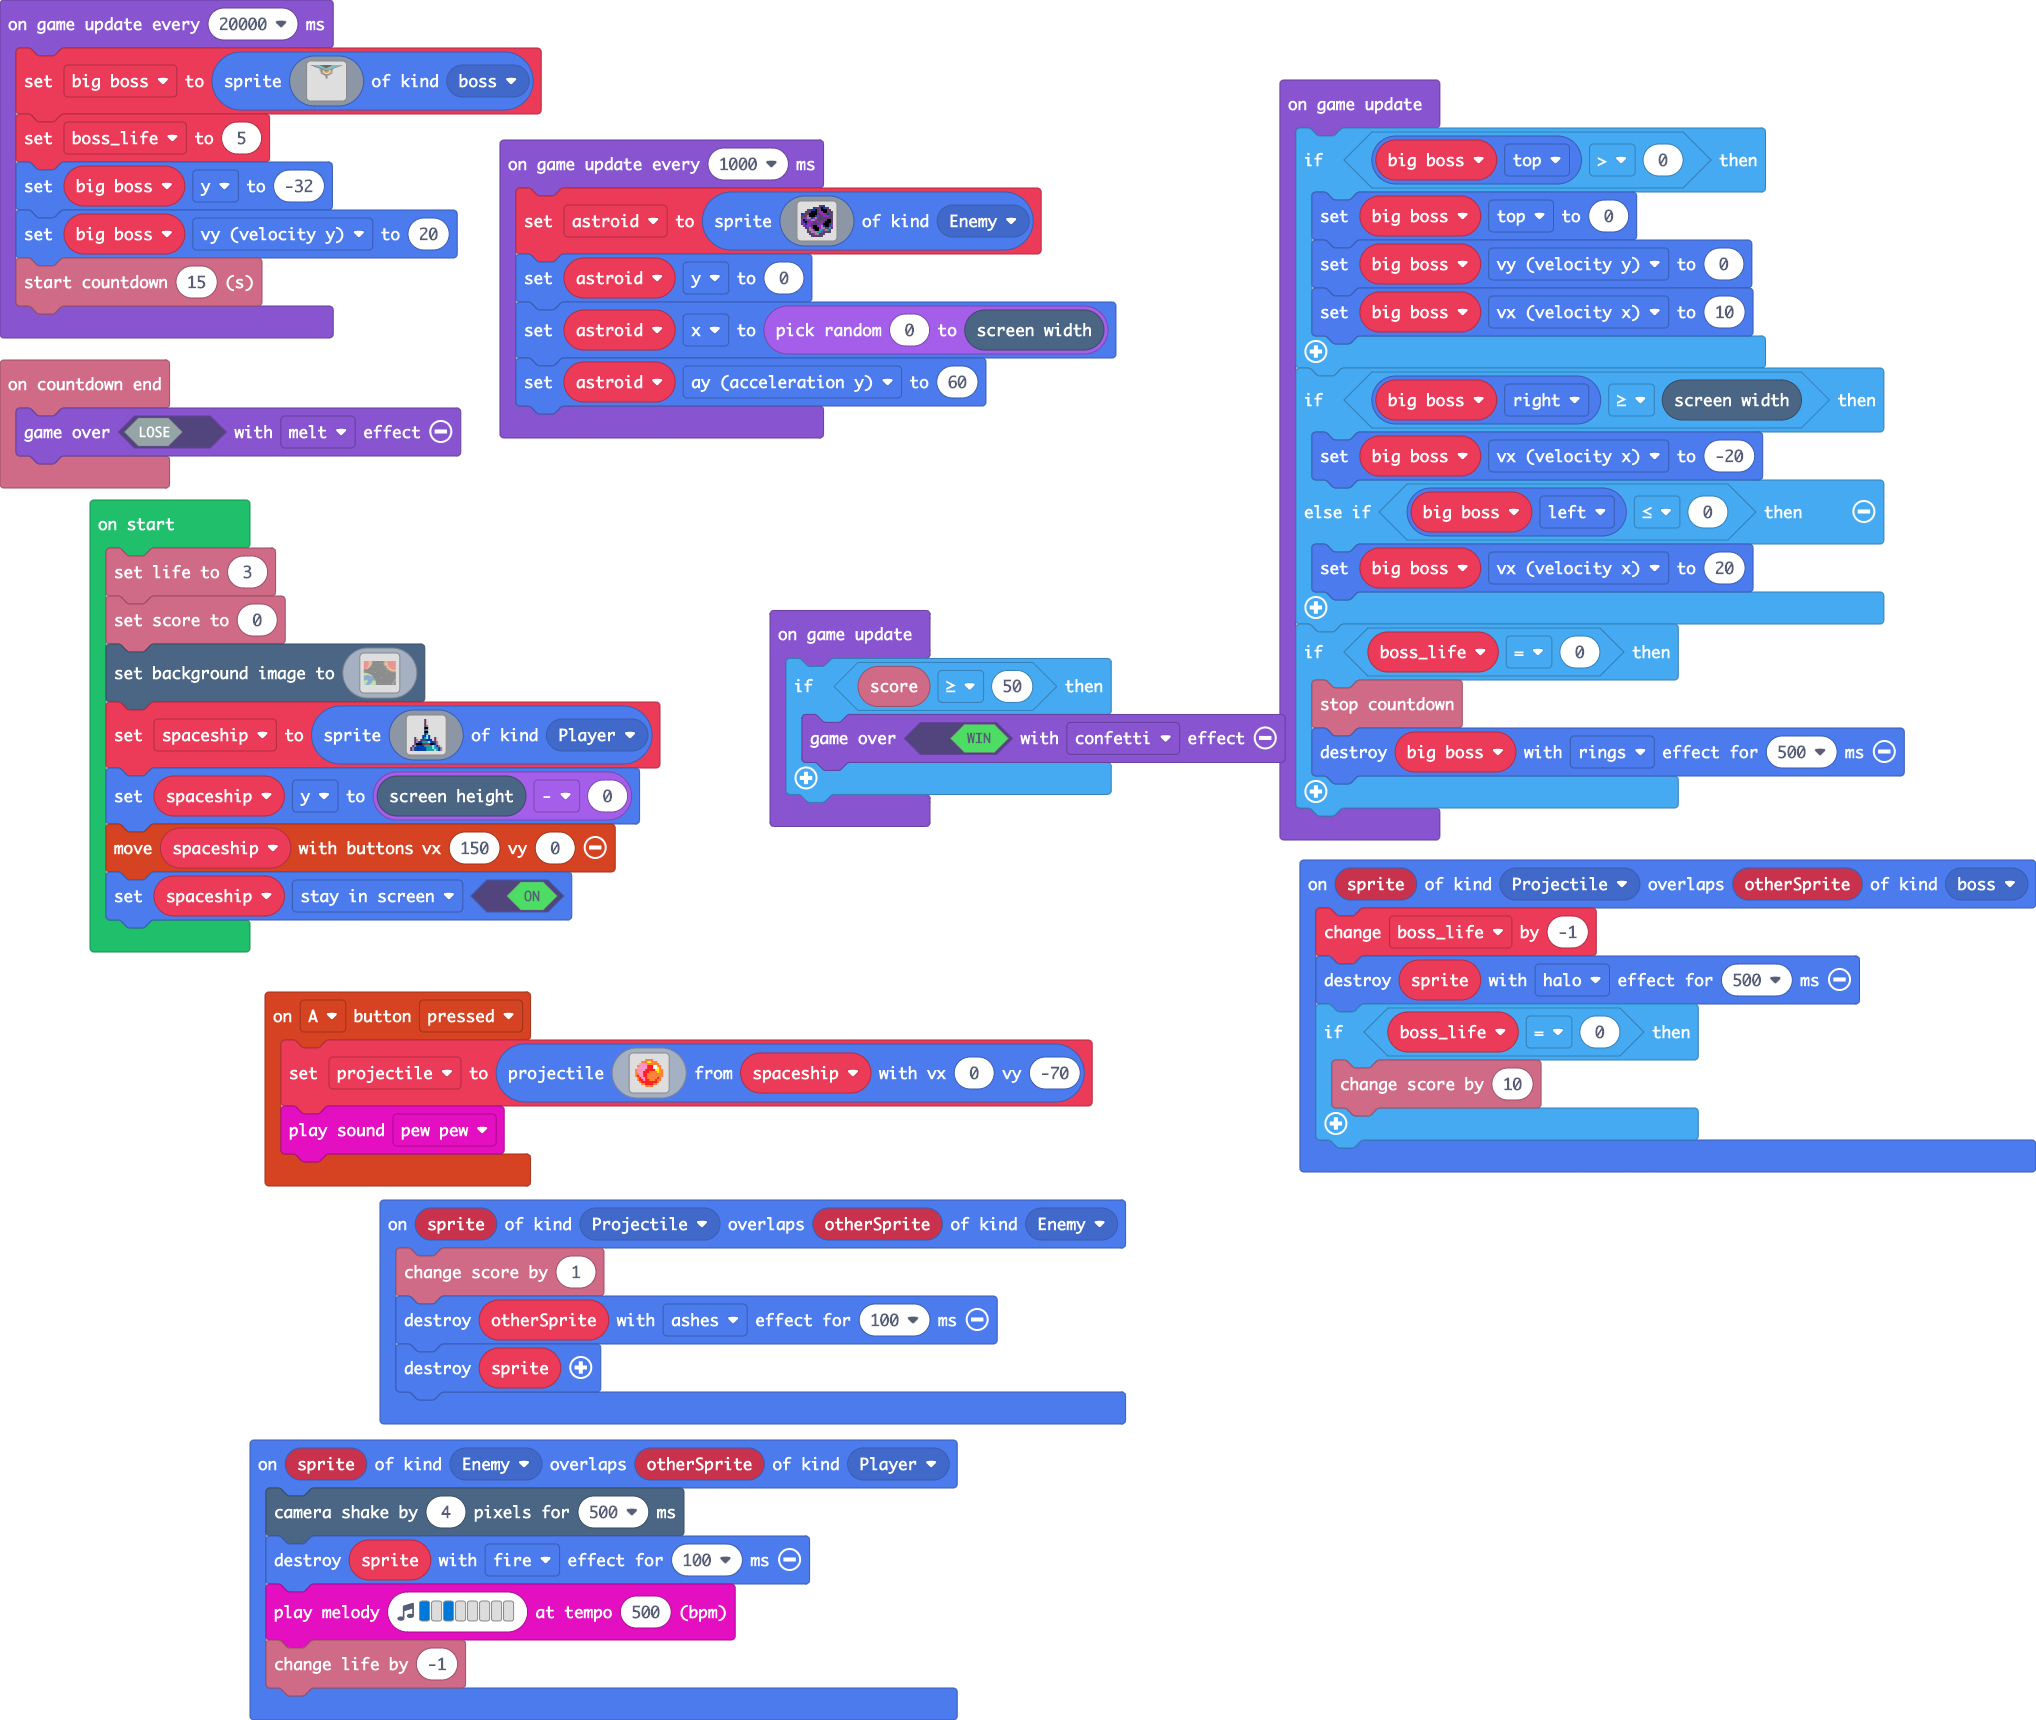 on game update every 20000 ms
set big boss to sprite of kind boss
set boss_life to 5
set big boss y to -32
set big boss vy (velocity y) to 20
start countdown 15 (s)
on countdown end
game over LOSE with melt effect
on game update every 1000 ms
set astroid to sprite of kind Enemy
set astroid y to 0
set astroid x to pick random 0 to screen width
set astroid ay (acceleration y) to 60
on start
set life to 3
set score to 0
set background image to
set spaceship to sprite of kind Player
set spaceship y to screen height - 0
move spaceship with buttons vx 150 vy 0
set spaceship stay in screen ON
on game update
if score ≥ 50 then
game over WIN with confetti effect
on game update
if big boss top > 0 then
set big boss top to 0
set big boss vy (velocity y) to 0
set big boss vx (velocity x) to 10
if big boss right ≥ screen width then
set big boss vx (velocity x) to -20
else if big boss left ≤ 0 then
set big boss vx (velocity x) to 20
if boss_life = 0 then
stop countdown
destroy big boss with rings effect for 500 ms
on sprite of kind Projectile overlaps otherSprite of kind boss
change boss_life by -1
destroy sprite with halo effect for 500 ms
if boss_life = 0 then
change score by 10
on A button pressed
set projectile to projectile from spaceship with vx 0 vy -70
play sound pew pew
on sprite of kind Projectile overlaps otherSprite of kind Enemy
change score by 1
destroy otherSprite with ashes effect for 100 ms
destroy sprite
on sprite of kind Enemy overlaps otherSprite of kind Player
camera shake by 4 pixels for 500 ms
destroy sprite with fire effect for 100 ms
play melody at tempo 500 (bpm)
change life by -1